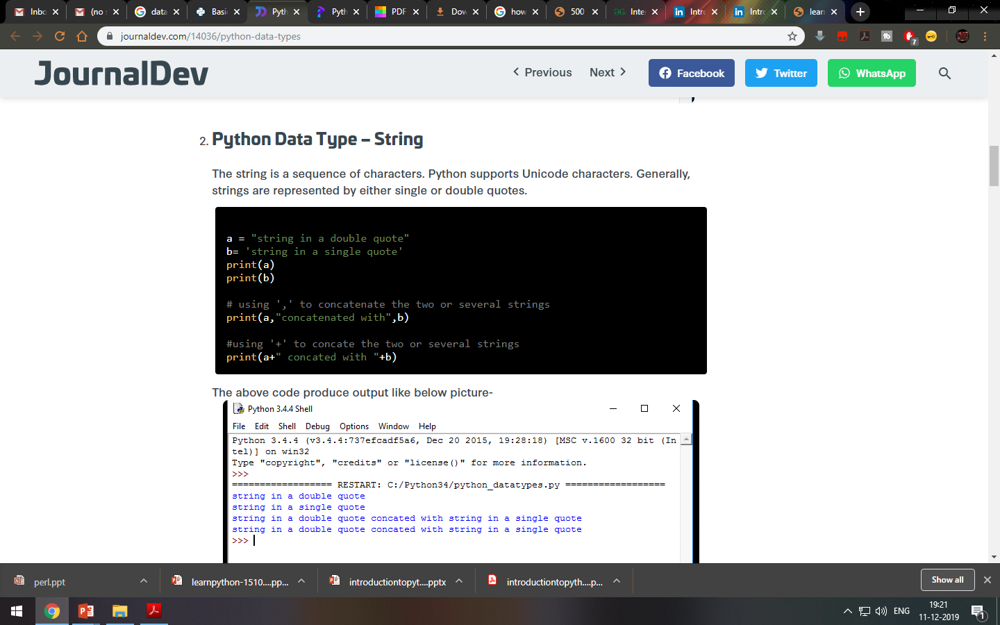 Inbo
(no
data
Basi
Pyth
Pyth
PDF
Dow
how
500
Inte
Intro
Intro
lear
journaldev.com/14036/python-data-types
7
JournalDev
Previous Next Facebook Twitter WhatsApp
2. Python Data Type – String
The string is a sequence of characters. Python supports Unicode characters. Generally,
strings are represented by either single or double quotes.
a = "string in a double quote"
b= 'string in a single quote'
print(a)
print(b)
# using ',' to concatenate the two or several strings
print(a,"concatenated with",b)
#using '+' to concate the two or several strings
print(a+" concated with "+b)
The above code produce output like below picture-
Python 3.4.4 Shell
File Edit Shell Debug Options Window Help
Python 3.4.4 (v3.4.4:737efcadf5a6, Dec 20 2015, 19:28:18) [MSC v.1600 32 bit (In
tel)] on win32
Type "copyright", "credits" or "license()" for more information.
>>>
================== RESTART: C:/Python34/python_datatypes.py ==================
string in a double quote
string in a single quote
string in a double quote concated with string in a single quote
string in a double quote concated with string in a single quote
>>>
perl.ppt
learnpython-1510....pp...
introductiontopyt....pptx
introductiontopyth....p...
Show all
ENG
19:21
11-12-2019
1